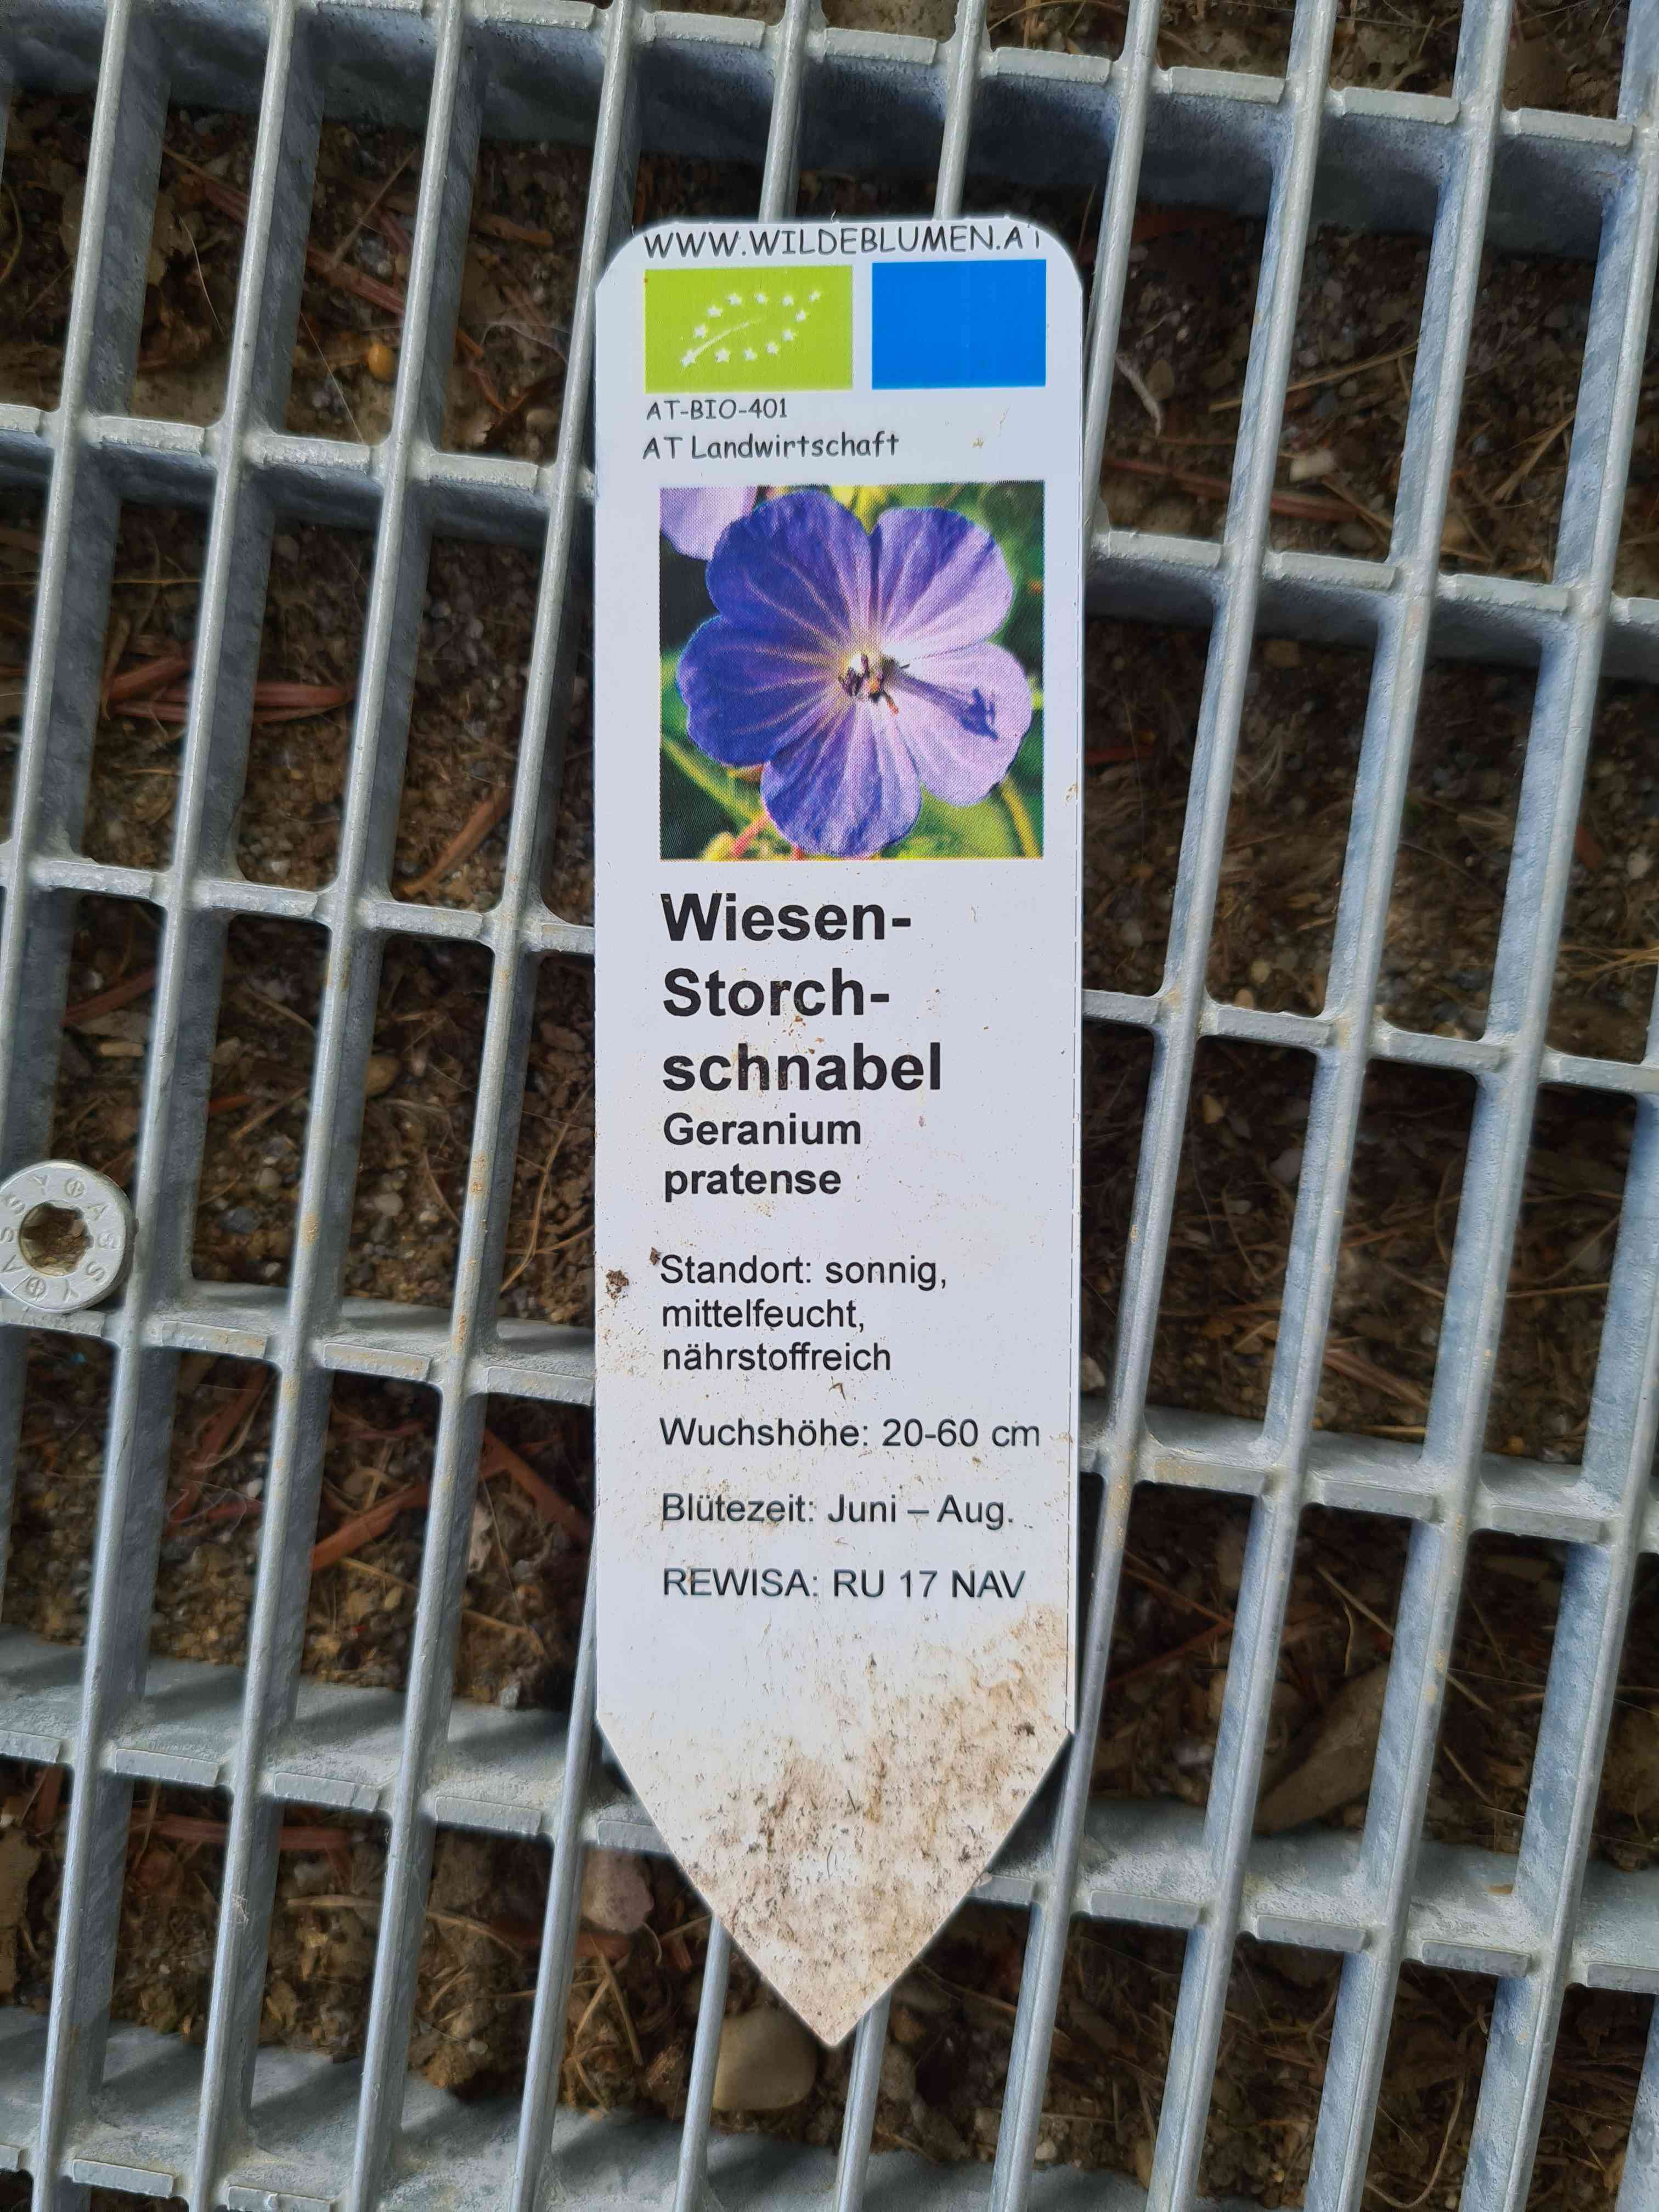 WWW.WILDEBLUMEN.AT
AT-BIO-401
AT Landwirtschaft
Wiesen-
Storch-
schnabel
Geranium
pratense
Standort: sonnig,
mittelfeucht,
nährstoffreich
Wuchshöhe: 20-60 cm
Blütezeit: Juni – Aug.
REWISA: RU 17 NAV